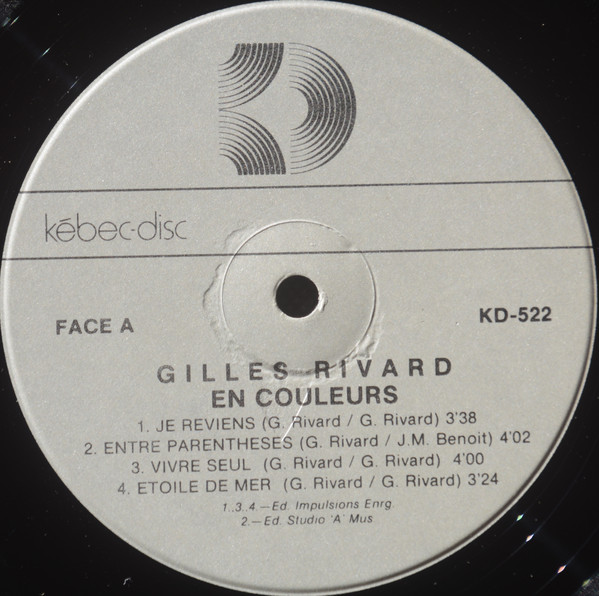 kébec-disc
FACE A
KD-522
GILLES RIVARD
EN COULEURS
1. JE REVIENS (G. Rivard / G. Rivard) 3'38
2. ENTRE PARENTHESES (G. Rivard / J.M. Benoit) 4'02
3. VIVRE SEUL (G. Rivard / G. Rivard) 4'00
4. ETOILE DE MER (G. Rivard / G. Rivard) 3'24
1..3..4.—Ed. Impulsions Enrg.
2.—Ed. Studio 'A' Mus